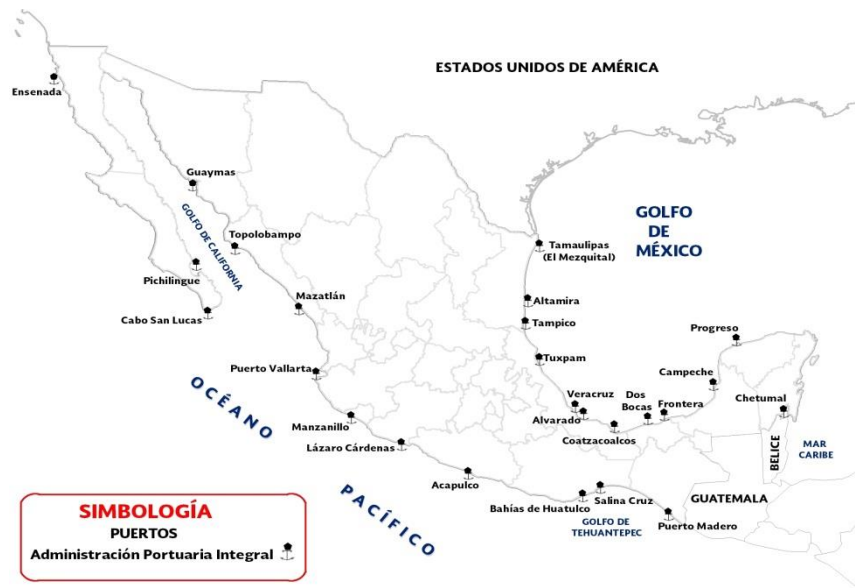 ESTADOS UNIDOS DE AMÉRICA
Ensenada
Guaymas
GOLFO DE CALIFORNIA
Topolobampo
Pichilingue
Cabo San Lucas
Mazatlán
Puerto Vallarta
Manzanillo
Lázaro Cárdenas
Acapulco
Bahías de Huatulco
Salina Cruz
Puerto Madero
GOLFO DE
TEHUANTEPEC
OCÉANO
PACÍFICO
GOLFO
DE
MÉXICO
Tamaulipas
(El Mezquital)
Altamira
Tampico
Tuxpam
Veracruz
Alvarado
Coatzacoalcos
Dos
Bocas
Frontera
Campeche
Progreso
Chetumal
BELICE
MAR
CARIBE
GUATEMALA
SIMBOLOGÍA
PUERTOS
Administración Portuaria Integral